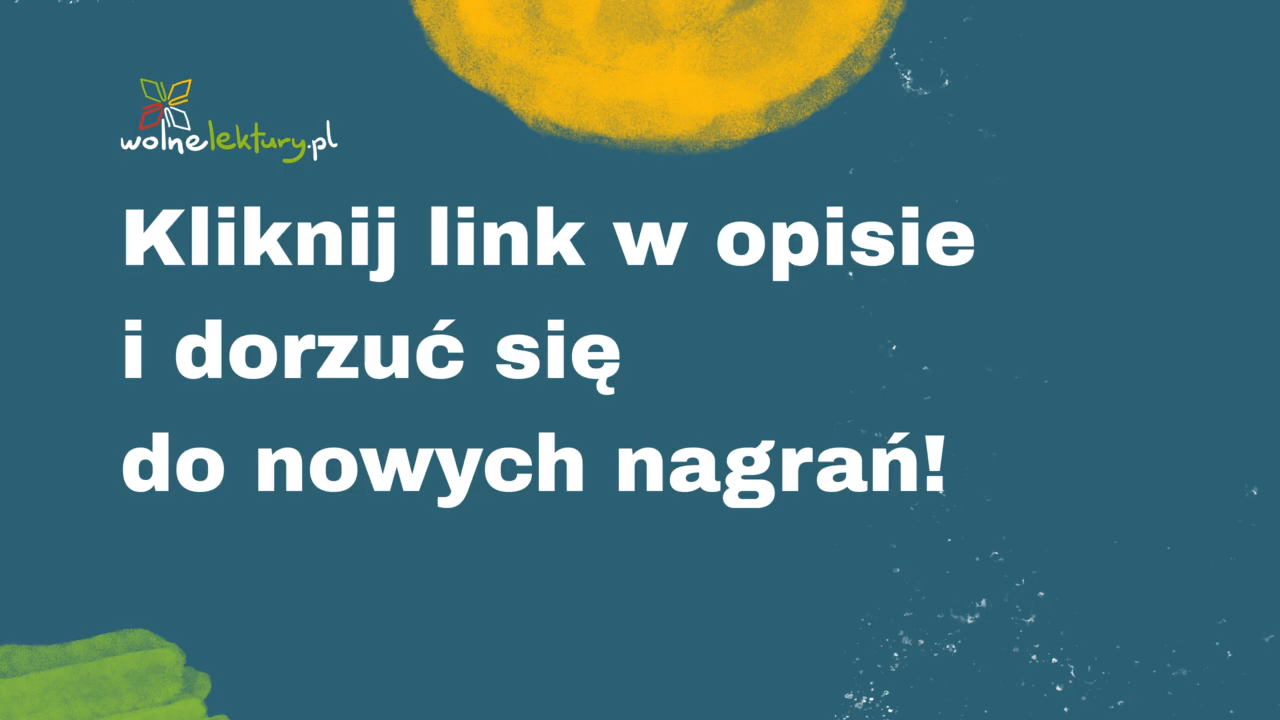 wolnelektury.pl
Kliknij link w opisie
i dorzuć się
do nowych nagrań!